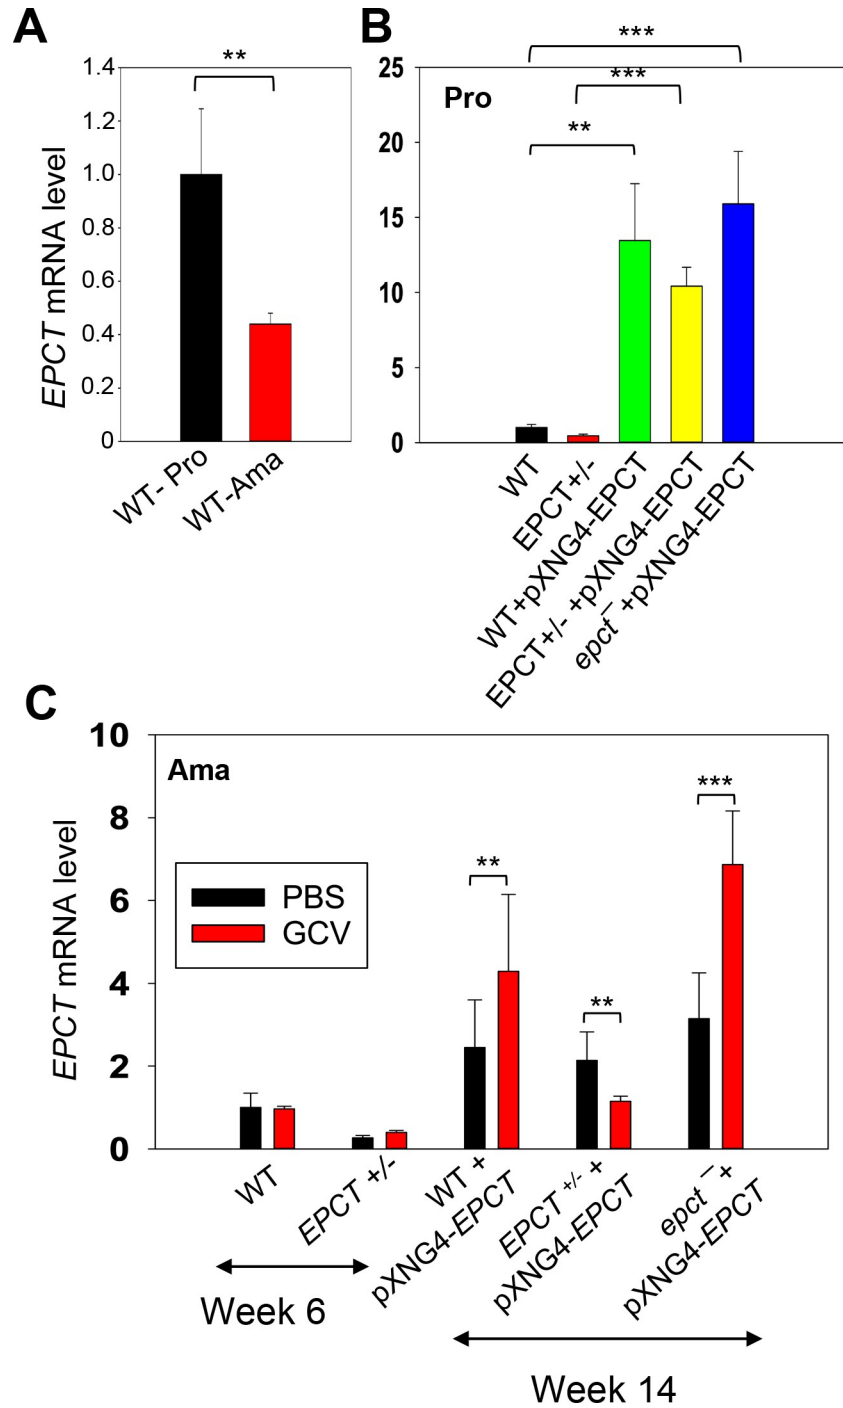 A
**
1.4
1.2
1.0
0.8
0.6
0.4
0.2
0
EPCT mRNA level
WT- Pro
WT-Ama
B
***
***
**
Pro
25
20
15
10
5
0
WT
EPCT+/-
WT+pXNG4-EPCT
EPCT+/- +pXNG4-EPCT
epct⁻+pXNG4-EPCT
C
Ama
10
8
6
4
2
0
EPCT mRNA level
PBS
GCV
**
**
***
WT
EPCT +/-
WT +
pXNG4-EPCT
EPCT +/- +
pXNG4-EPCT
epct⁻+
pXNG4-EPCT
Week 6
Week 14